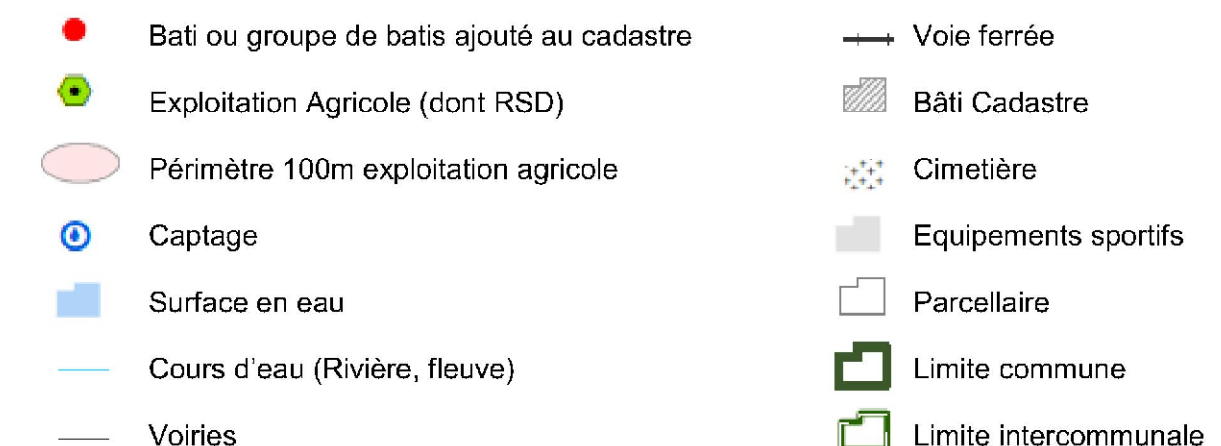 Bati ou groupe de batis ajouté au cadastre
Exploitation Agricole (dont RSD)
Périmètre 100m exploitation agricole
Captage
Surface en eau
Cours d'eau (Rivière, fleuve)
Voiries
Voie ferrée
Bâti Cadastre
Cimetière
Equipements sportifs
Parcellaire
Limite commune
Limite intercommunale